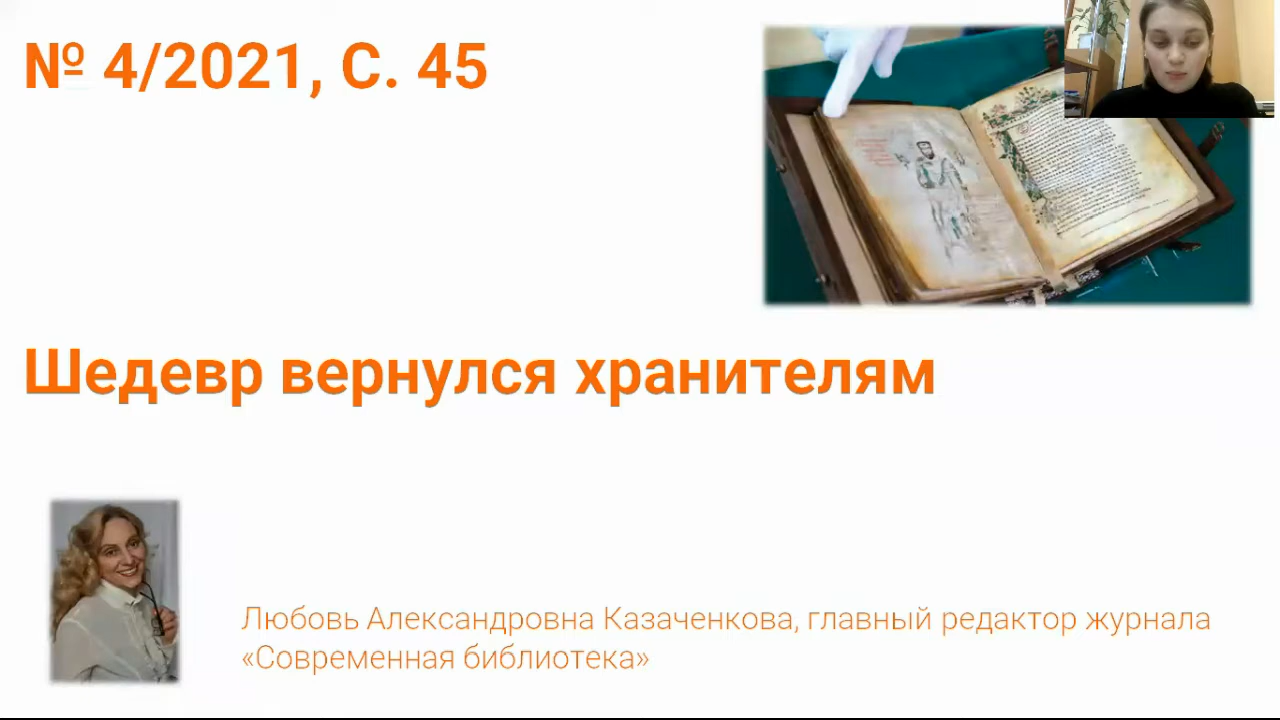 № 4/2021, С. 45
Шедевр вернулся хранителям
Любовь Александровна Казаченкова, главный редактор журнала
«Современная библиотека»